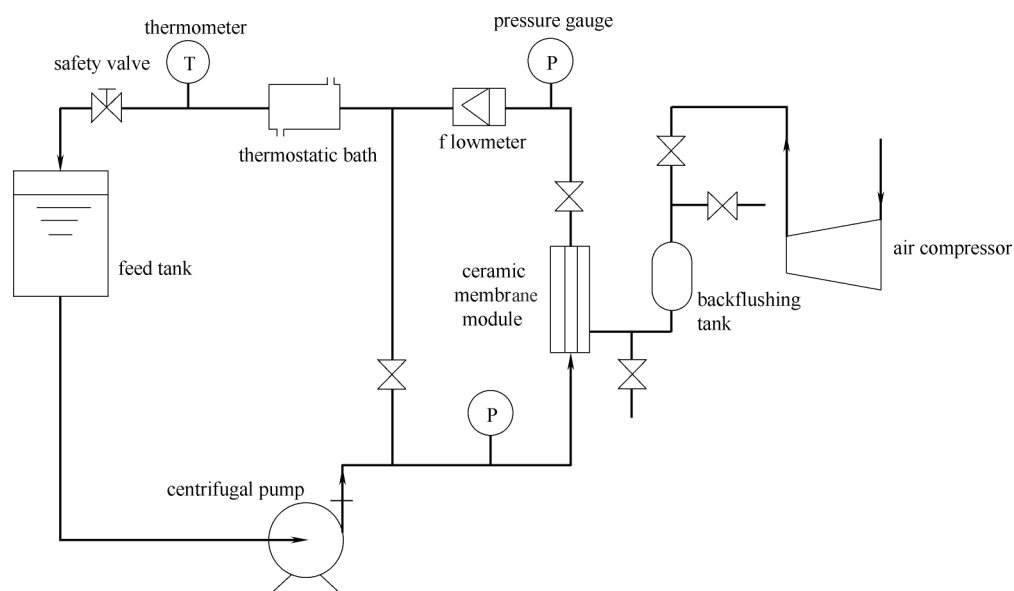 pressure gauge
thermometer
safety valve
T
P
thermostatic bath
f lowmeter
air compressor
feed tank
ceramic
membrane
module
backflushing
tank
P
centrifugal pump